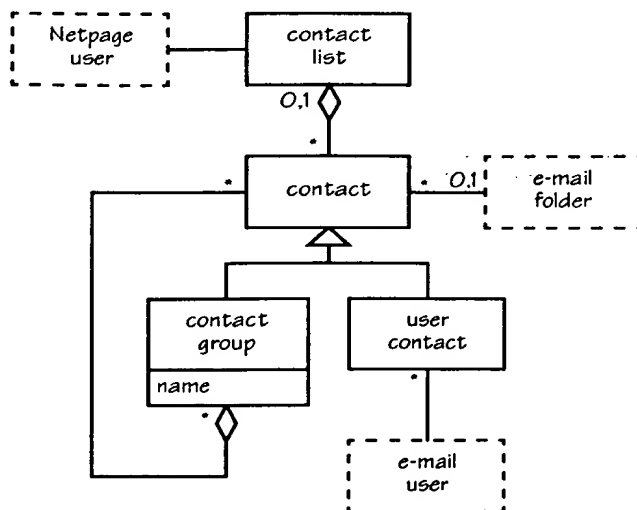 Netpage
user
contact
list
0,1
*
*
contact
*
0,1
e-mail
folder
contact
group
name
*
user
contact
*
e-mail
user